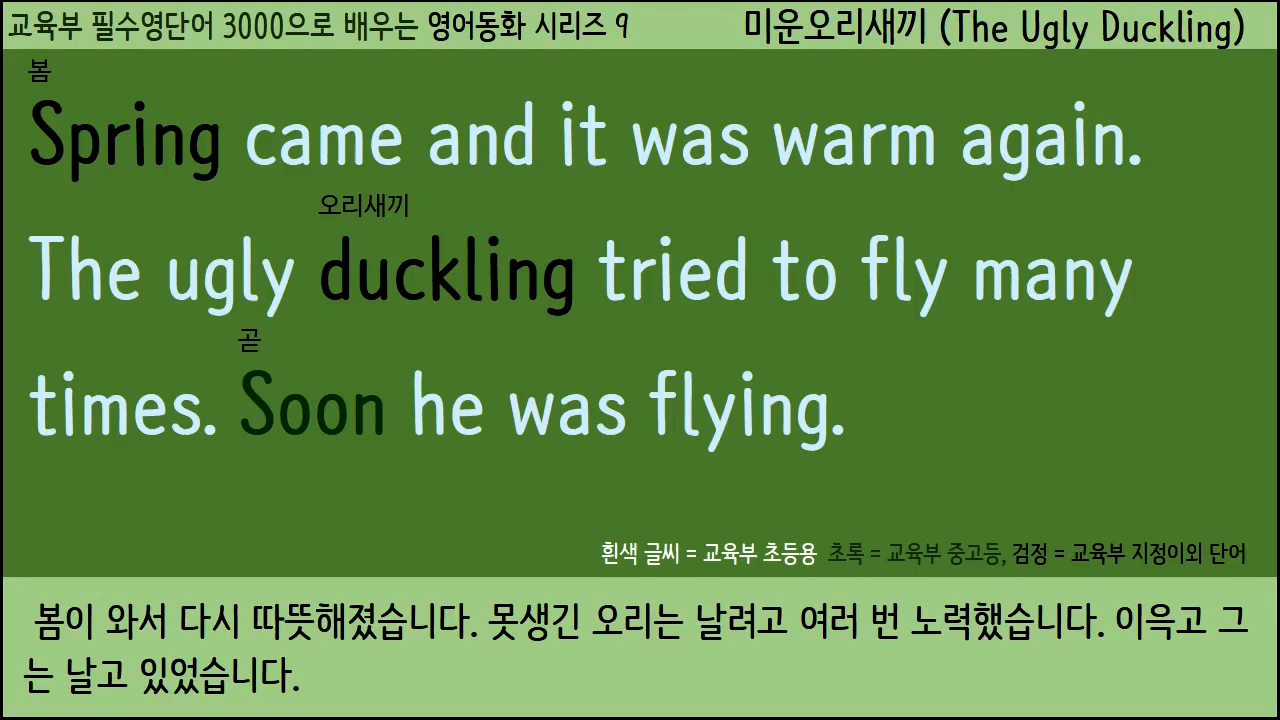 교육부 필수영단어 3000으로 배우는 영어동화 시리즈 9 미운오리새끼 (The Ugly Duckling)
봄
Spring came and it was warm again.
오리새끼
The ugly duckling tried to fly many
곧
times. Soon he was flying.
흰색 글씨 = 교육부 초등용 초록 = 교육부 중고등, 검정 = 교육부 지정이외 단어
봄이 와서 다시 따뜻해졌습니다. 못생긴 오리는 날려고 여러 번 노력했습니다. 이윽고 그
는 날고 있었습니다.